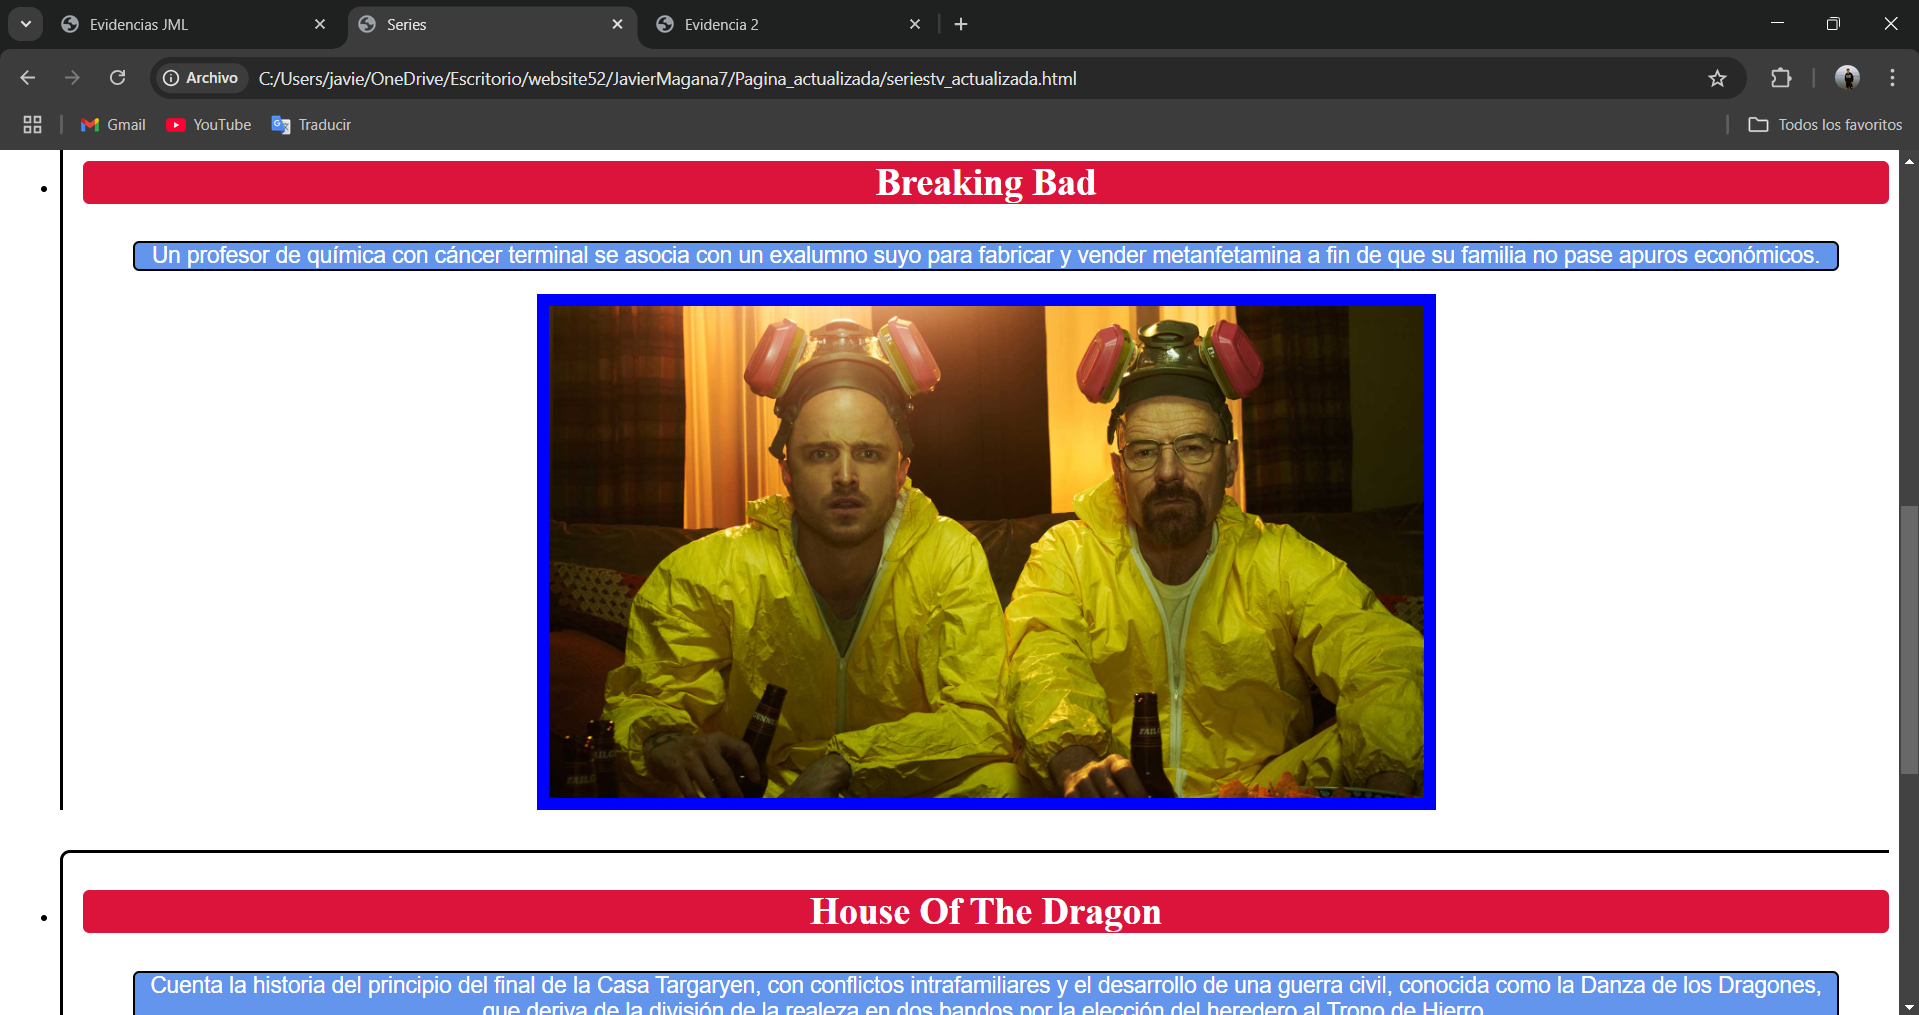 Evidencias JML
Series
Evidencia 2
Archivo
C:/Users/javie/OneDrive/Escritorio/website52/JavierMagana7/Pagina_actualizada/seriestv_actualizada.html
Gmail
YouTube
Traducir
Todos los favoritos
Breaking Bad
Un profesor de química con cáncer terminal se asocia con un exalumno suyo para fabricar y vender metanfetamina a fin de que su familia no pase apuros económicos.
House Of The Dragon
Cuenta la historia del principio del final de la Casa Targaryen, con conflictos intrafamiliares y el desarrollo de una guerra civil, conocida como la Danza de los Dragones,
que deriva de la división de la realeza en dos bandos por la elección del heredero al Trono de Hierro